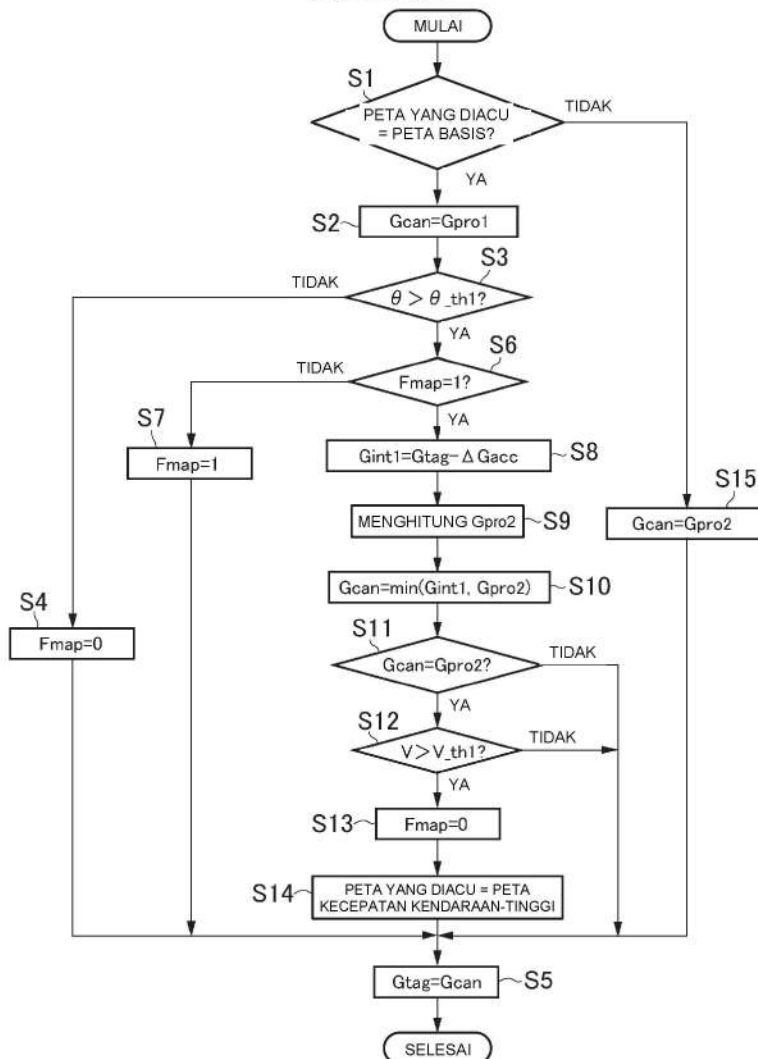 MULAI
S1
PETA YANG DIACU
= PETA BASIS?
TIDAK
YA
S2
Gcan=Gpro1
S3
TIDAK
θ > θ_th1?
YA
S6
TIDAK
Fmap=1?
YA
S7
Fmap=1
Gint1=Gtag-ΔGacc
S8
S15
MENGHITUNG Gpro2
S9
Gcan=Gpro2
Gcan=min(Gint1, Gpro2)
S10
S4
Fmap=0
S11
Gcan=Gpro2?
TIDAK
YA
S12
V>V_th1?
TIDAK
YA
S13
Fmap=0
S14
PETA YANG DIACU = PETA
KECEPATAN KENDARAAN-TINGGI
Gtag=Gcan
S5
SELESAI